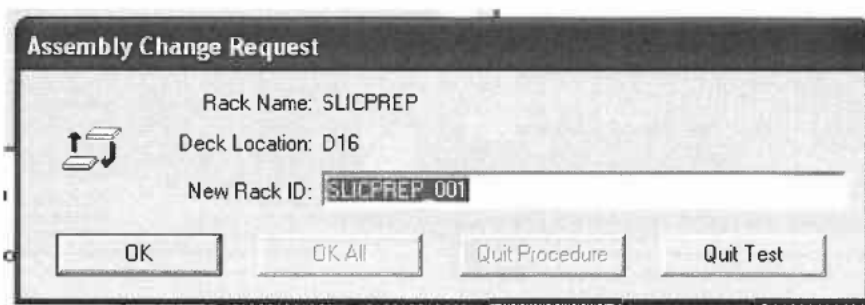 Assembly Change Request
Rack Name: SLICPREP
Deck Location: D16
New Rack ID: SLICPREP_001
OK OK All Quit Procedure Quit Test